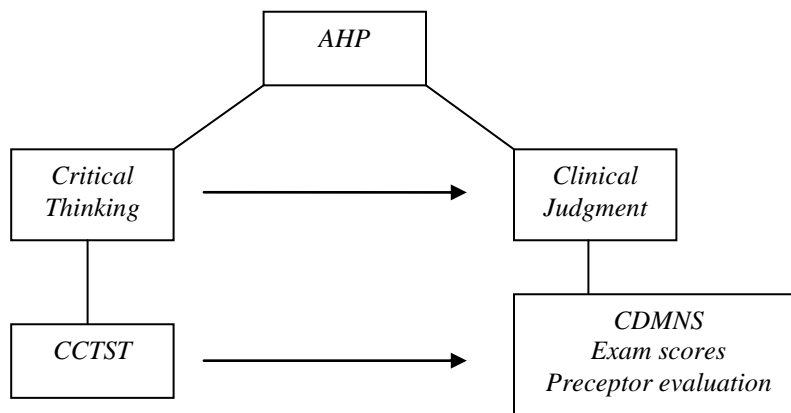 AHP
Critical
Thinking
Clinical
Judgment
CCTST
CDMNS
Exam scores
Preceptor evaluation